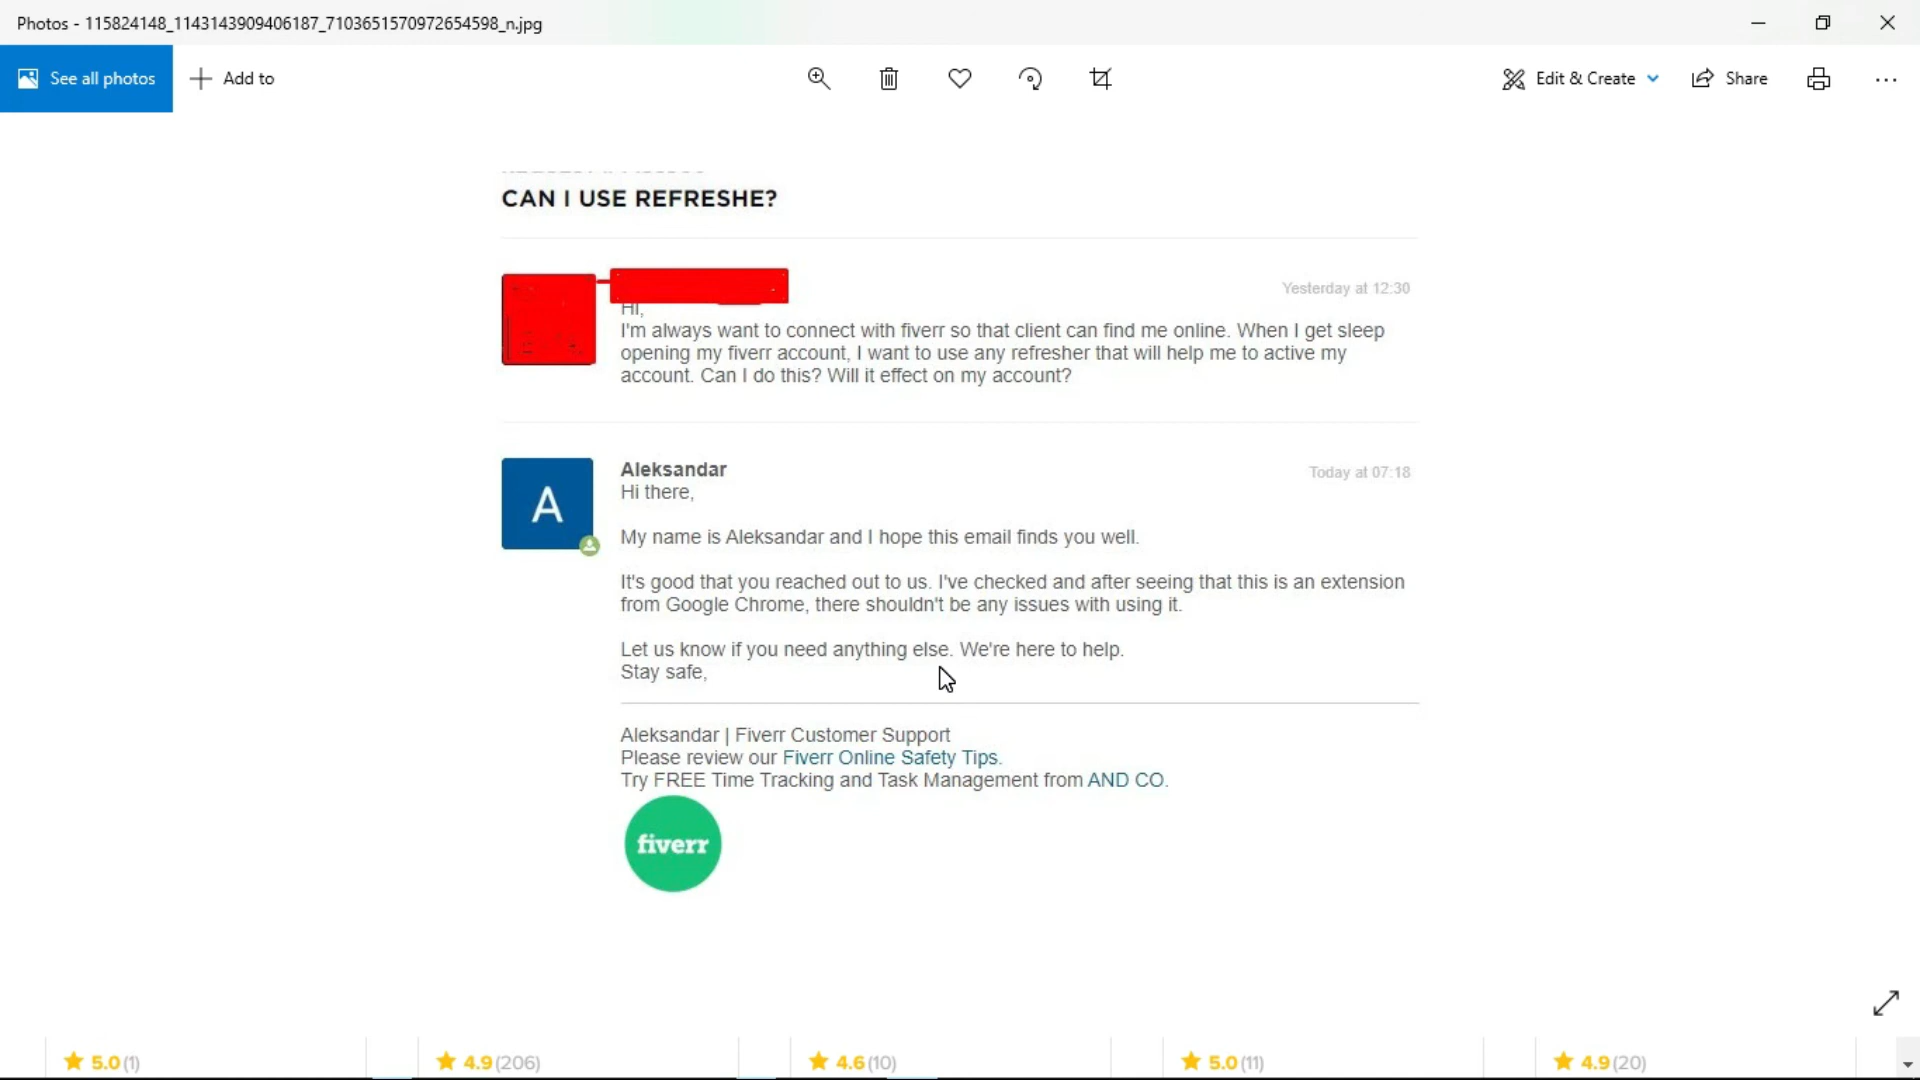 Photos - 115824148_1143143909406187_7103651570972654598_n.jpg
See all photos
Add to
Edit & Create
Share
CAN I USE REFRESHE?
Yesterday at 12:30
Hi,
I'm always want to connect with fiverr so that client can find me online. When I get sleep
opening my fiverr account, I want to use any refresher that will help me to active my
account. Can I do this? Will it effect on my account?
A
Aleksandar
Today at 07:18
Hi there,
My name is Aleksandar and I hope this email finds you well.
It's good that you reached out to us. I've checked and after seeing that this is an extension
from Google Chrome, there shouldn't be any issues with using it.
Let us know if you need anything else. We're here to help.
Stay safe,
Aleksandar | Fiverr Customer Support
Please review our Fiverr Online Safety Tips.
Try FREE Time Tracking and Task Management from AND CO.
fiverr
5.0 (1)
4.9 (206)
4.6 (10)
5.0 (11)
4.9 (20)